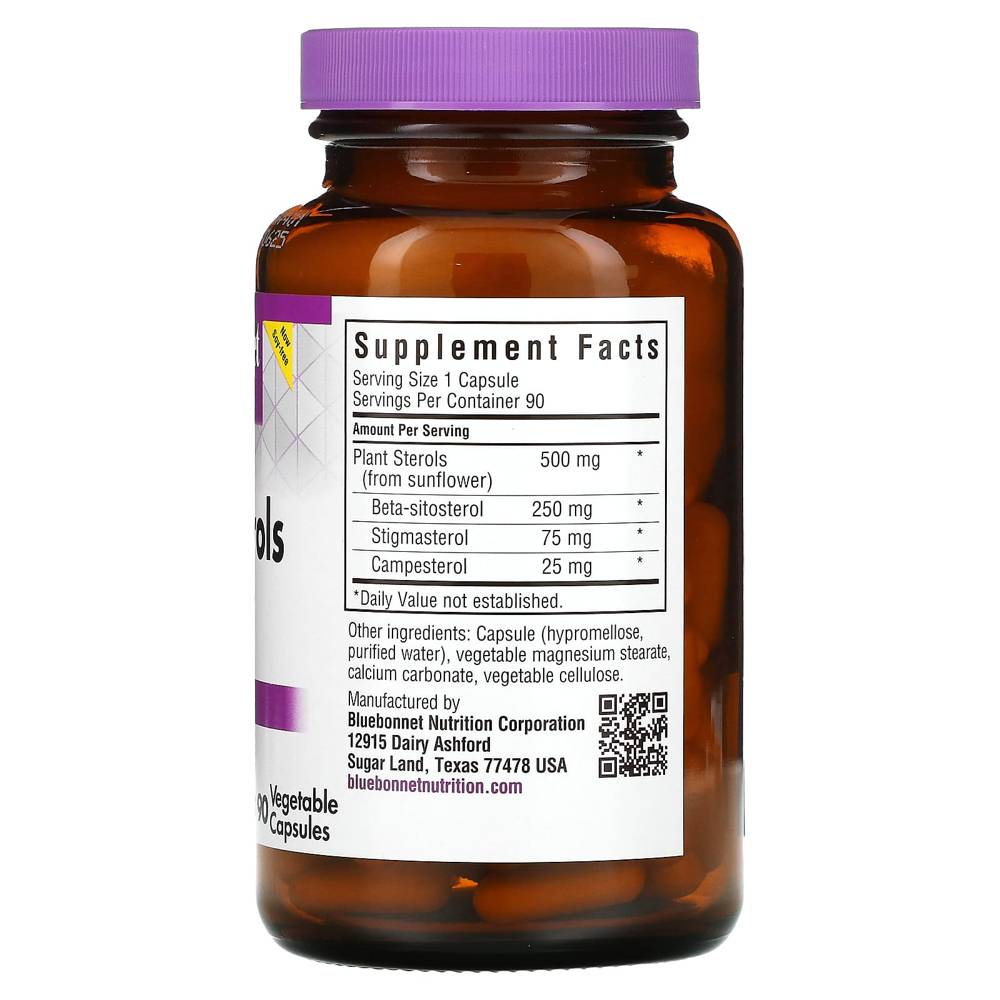 0625
Now
Soy-free
Supplement Facts
Serving Size 1 Capsule
Servings Per Container 90
Amount Per Serving
Plant Sterols 500 mg *
(from sunflower)
Beta-sitosterol 250 mg *
Stigmasterol 75 mg *
Campesterol 25 mg *
*Daily Value not established.
Other ingredients: Capsule (hypromellose,
purified water), vegetable magnesium stearate,
calcium carbonate, vegetable cellulose.
Manufactured by
Bluebonnet Nutrition Corporation
12915 Dairy Ashford
Sugar Land, Texas 77478 USA
bluebonnetnutrition.com
rols
90 Vegetable
Capsules